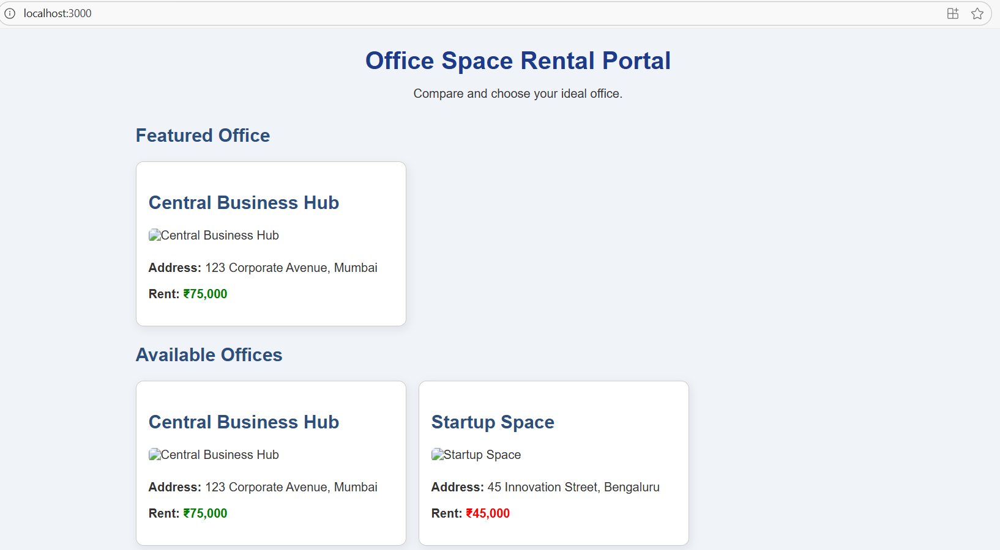 localhost:3000
Office Space Rental Portal
Compare and choose your ideal office.
Featured Office
Central Business Hub
Central Business Hub
Address: 123 Corporate Avenue, Mumbai
Rent: ₹75,000
Available Offices
Central Business Hub
Central Business Hub
Address: 123 Corporate Avenue, Mumbai
Rent: ₹75,000
Startup Space
Startup Space
Address: 45 Innovation Street, Bengaluru
Rent: ₹45,000